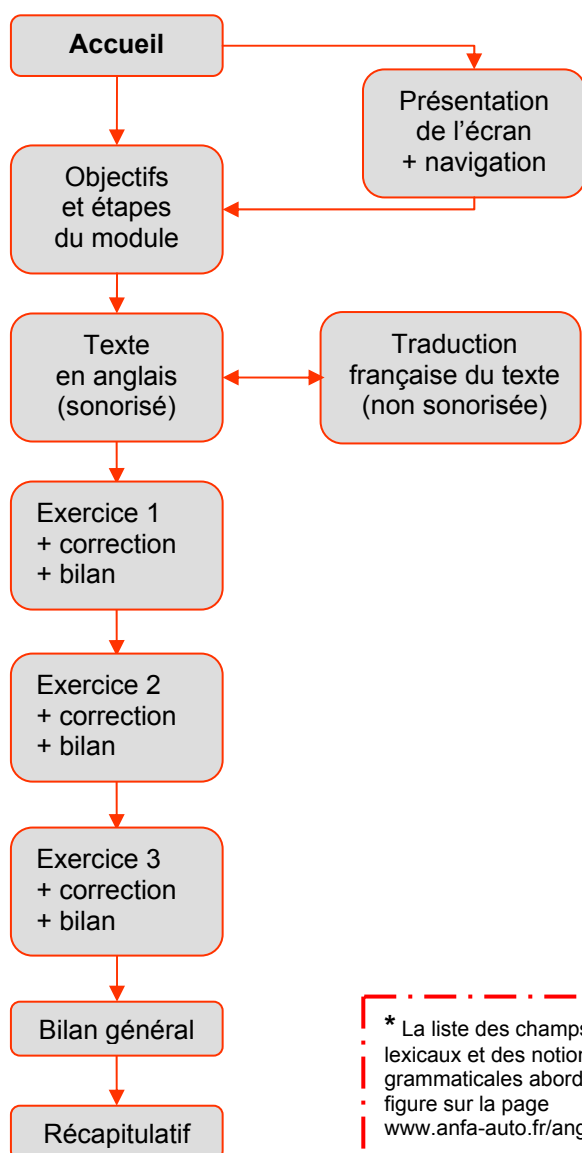 Accueil
Présentation
de l'écran
+ navigation
Objectifs
et étapes
du module
Texte
en anglais
(sonorisé)
Traduction
française du texte
(non sonorisée)
Exercice 1
+ correction
+ bilan
Exercice 2
+ correction
+ bilan
Exercice 3
+ correction
+ bilan
Bilan général
Récapitulatif
* La liste des champs
lexicaux et des notion
grammaticales abord
figure sur la page
www.anfa-auto.fr/ang